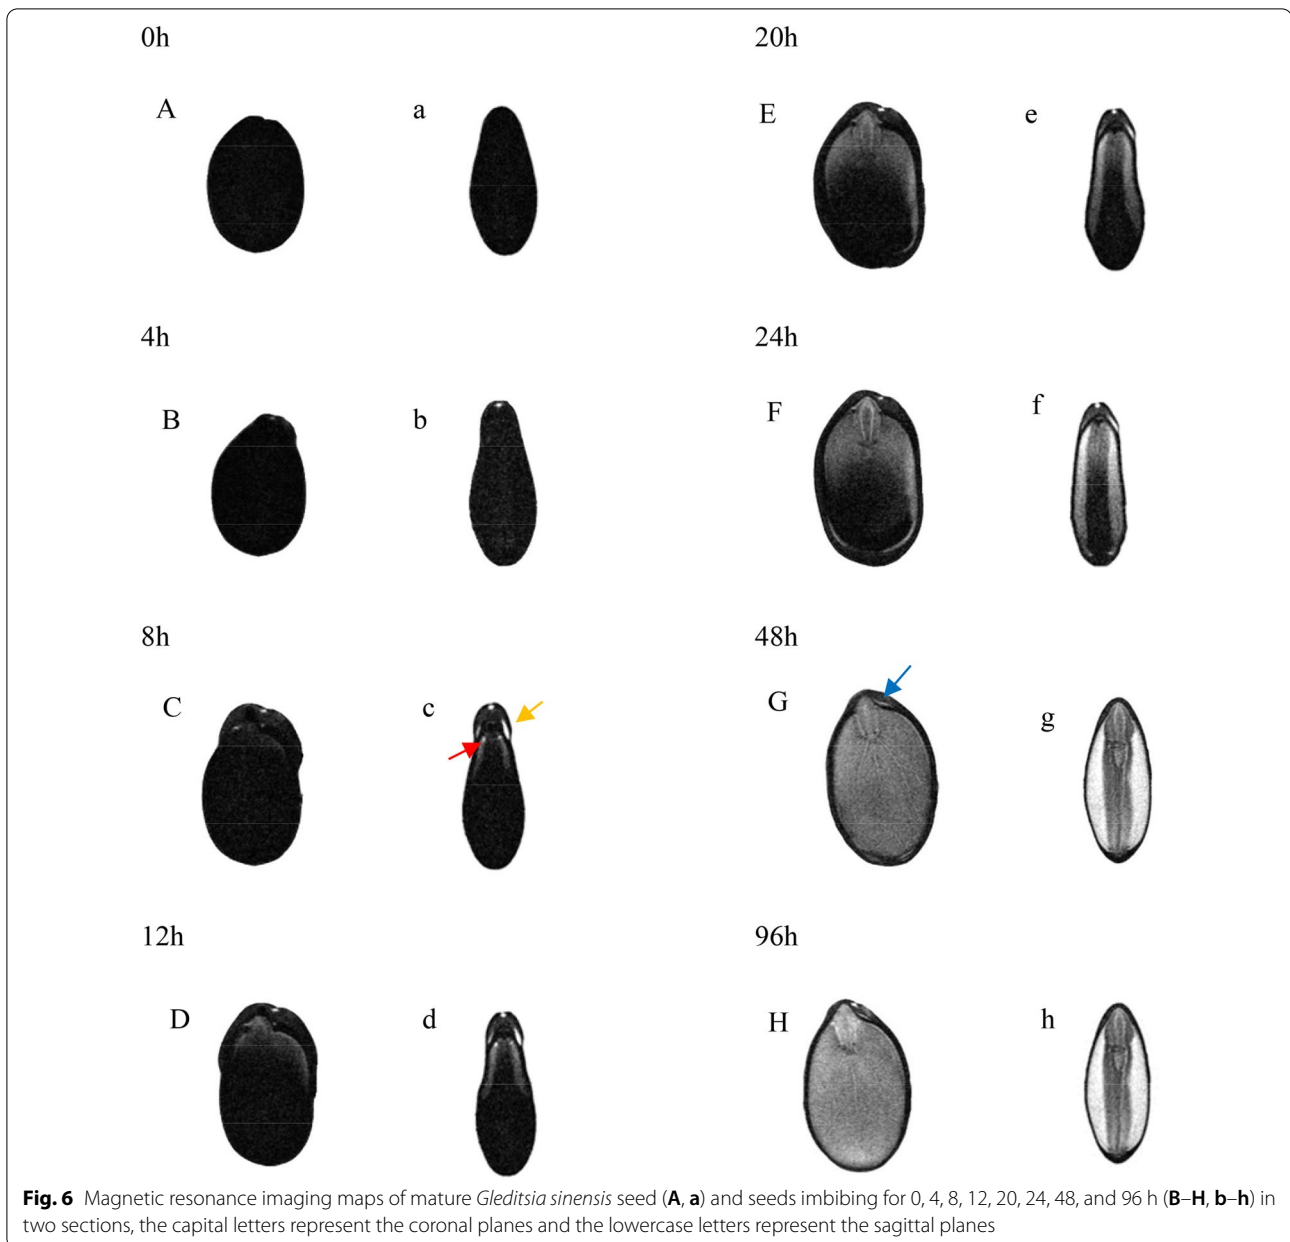 0h
A
a
4h
B
b
8h
C
c
12h
D
d
20h
E
e
24h
F
f
48h
G
g
96h
H
h
Fig. 6 Magnetic resonance imaging maps of mature Gleditsia sinensis seed (A, a) and seeds imbibing for 0, 4, 8, 12, 20, 24, 48, and 96 h (B–H, b–h) in
two sections, the capital letters represent the coronal planes and the lowercase letters represent the sagittal planes